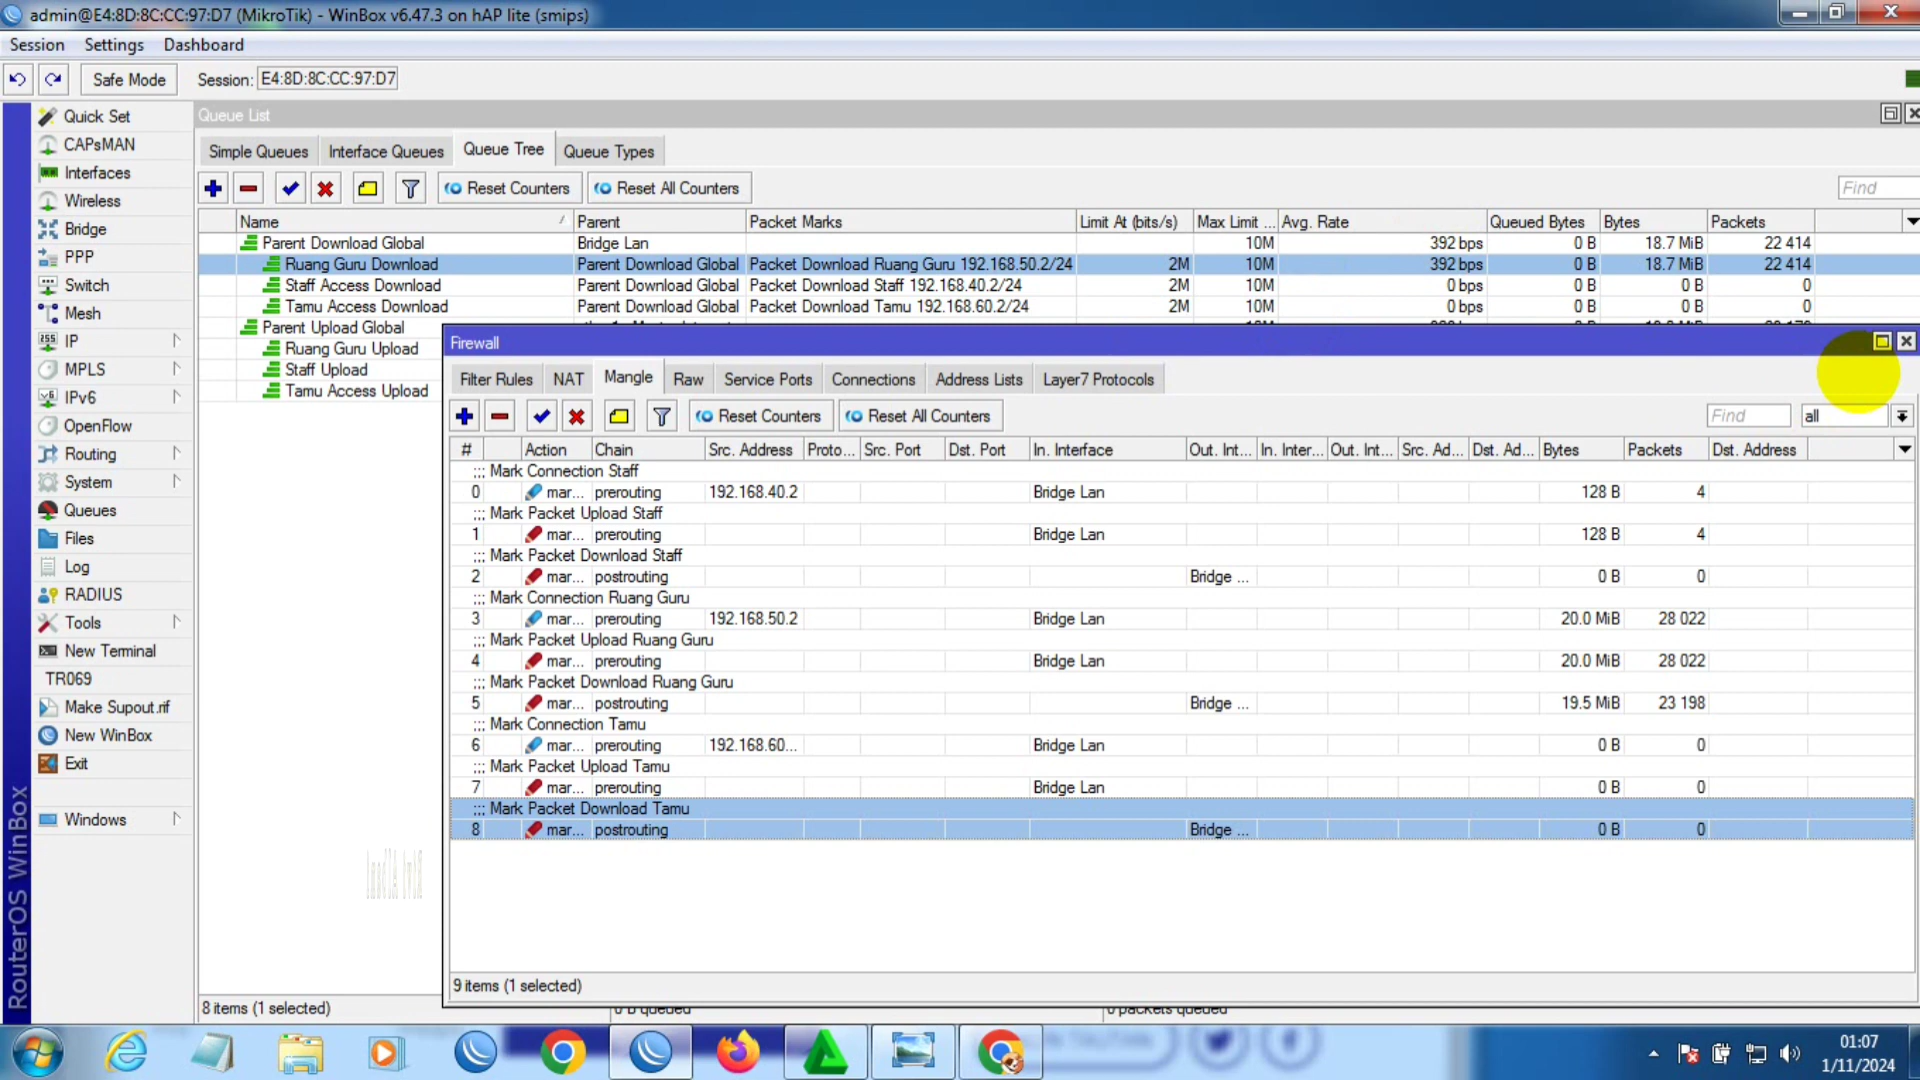 admin@E4:8D:8C:CC:97:D7 (MikroTik) - WinBox v6.47.3 on hAP lite (smips)
Session Settings Dashboard
Safe Mode Session: E4:8D:8C:CC:97:D7
Quick Set
CAPsMAN
Interfaces
Wireless
Bridge
PPP
Switch
Mesh
IP
MPLS
IPv6
OpenFlow
Routing
System
Queues
Files
Log
RADIUS
Tools
New Terminal
TR069
Make Supout.rif
New WinBox
Exit
Windows
RouterOS WinBox
Queue List
Simple Queues Interface Queues Queue Tree Queue Types
Reset Counters Reset All Counters Find
Name Parent Packet Marks Limit At (bits/s) Max Limit ... Avg. Rate Queued Bytes Bytes Packets
Parent Download Global Bridge Lan 10M 392 bps 0 B 18.7 MiB 22 414
Ruang Guru Download Parent Download Global Packet Download Ruang Guru 192.168.50.2/24 2M 10M 392 bps 0 B 18.7 MiB 22 414
Staff Access Download Parent Download Global Packet Download Staff 192.168.40.2/24 2M 10M 0 bps 0 B 0 B 0
Tamu Access Download Parent Download Global Packet Download Tamu 192.168.60.2/24 2M 10M 0 bps 0 B 0 B 0
Parent Upload Global
Ruang Guru Upload
Staff Upload
Tamu Access Upload
8 items (1 selected) 0 B queued 0 packets queued
Firewall
Filter Rules NAT Mangle Raw Service Ports Connections Address Lists Layer7 Protocols
Reset Counters Reset All Counters Find all
# Action Chain Src. Address Proto... Src. Port Dst. Port In. Interface Out. Int... In. Inter... Out. Int... Src. Ad... Dst. Ad... Bytes Packets Dst. Address
;;; Mark Connection Staff
0 mar... prerouting 192.168.40.2 Bridge Lan 128 B 4
;;; Mark Packet Upload Staff
1 mar... prerouting Bridge Lan 128 B 4
;;; Mark Packet Download Staff
2 mar... postrouting Bridge ... 0 B 0
;;; Mark Connection Ruang Guru
3 mar... prerouting 192.168.50.2 Bridge Lan 20.0 MiB 28 022
;;; Mark Packet Upload Ruang Guru
4 mar... prerouting Bridge Lan 20.0 MiB 28 022
;;; Mark Packet Download Ruang Guru
5 mar... postrouting Bridge ... 19.5 MiB 23 198
;;; Mark Connection Tamu
6 mar... prerouting 192.168.60... Bridge Lan 0 B 0
;;; Mark Packet Upload Tamu
7 mar... prerouting Bridge Lan 0 B 0
;;; Mark Packet Download Tamu
8 mar... postrouting Bridge ... 0 B 0
9 items (1 selected)
01:07
1/11/2024